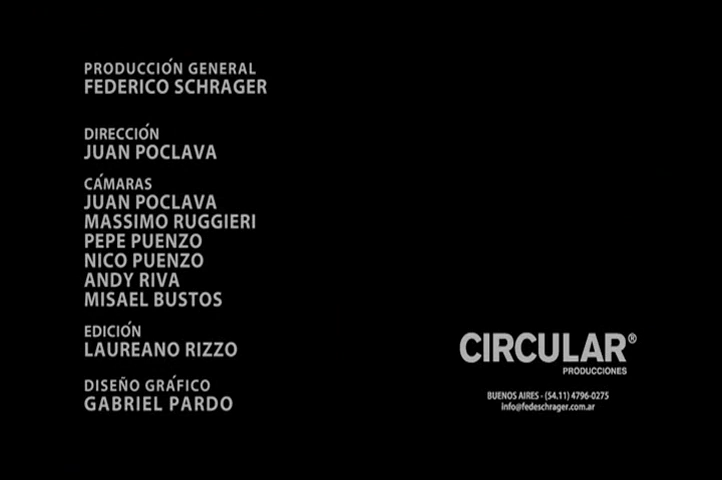 PRODUCCIÓN GENERAL
FEDERICO SCHRAGER
DIRECCIÓN
JUAN POCLAVA
CÁMARAS
JUAN POCLAVA
MASSIMO RUGGIERI
PEPE PUENZO
NICO PUENZO
ANDY RIVA
MISAEL BUSTOS
EDICIÓN
LAUREANO RIZZO
DISEÑO GRÁFICO
GABRIEL PARDO
CIRCULAR®
PRODUCCIONES
BUENOS AIRES - (54.11) 4796-0275
info@fedeschrager.com.ar